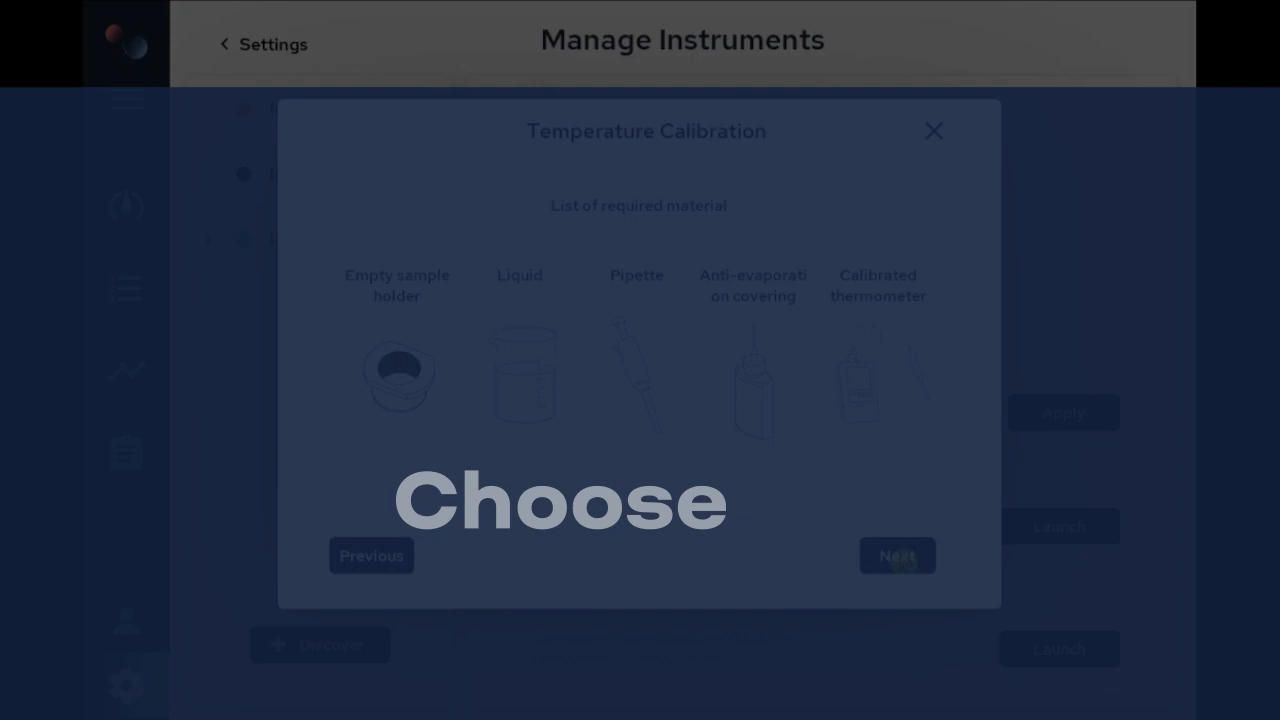 Settings
Manage Instruments
Temperature Calibration
List of required material
Empty sample
holder
Liquid
Pipette
Anti-evaporati
on covering
Calibrated
thermometer
Apply
Choose
Launch
Previous
Next
Discover
Launch